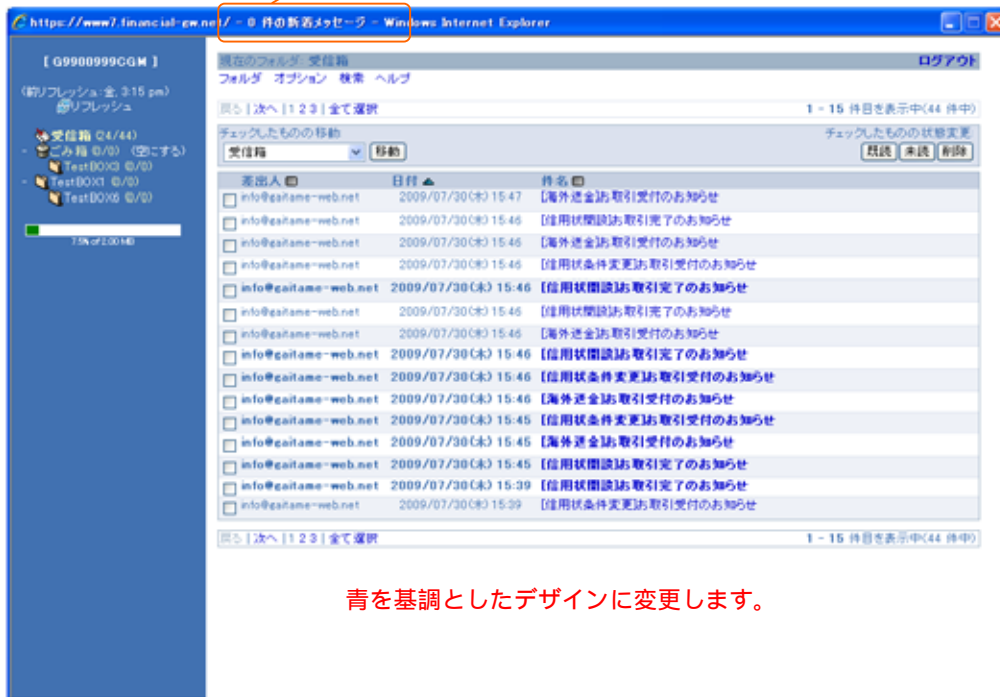 https://www7.financial-gw.net/ - 0 件の新着メッセージ - Windows Internet Explorer
[ G9900999CGM ]
(前リフレッシュ:金, 3:15 pm)
リフレッシュ
受信箱 (24/44)
- ごみ箱 (0/0) (空にする)
TestBOX3 (0/0)
- TestBOX1 (0/0)
TestBOX6 (0/0)
7.5% of 2.00 MB
現在のフォルダ: 受信箱 ログアウト
フォルダ オプション 検索 ヘルプ
戻る | 次へ | 1 2 3 | 全て選択 1 - 15 件目を表示中(44 件中)
チェックしたものの移動 チェックしたものの状態変更
受信箱 移動 既読 未読 削除
差出人 日付 件名
info@gaitame-web.net 2009/07/30(木) 15:47 [海外送金]お取引受付のお知らせ
info@gaitame-web.net 2009/07/30(木) 15:46 [信用状開設]お取引完了のお知らせ
info@gaitame-web.net 2009/07/30(木) 15:46 [海外送金]お取引受付のお知らせ
info@gaitame-web.net 2009/07/30(木) 15:46 [信用状条件変更]お取引受付のお知らせ
info@gaitame-web.net 2009/07/30(木) 15:46 [信用状開設]お取引完了のお知らせ
info@gaitame-web.net 2009/07/30(木) 15:46 [信用状開設]お取引完了のお知らせ
info@gaitame-web.net 2009/07/30(木) 15:46 [海外送金]お取引受付のお知らせ
info@gaitame-web.net 2009/07/30(木) 15:46 [信用状開設]お取引完了のお知らせ
info@gaitame-web.net 2009/07/30(木) 15:46 [信用状条件変更]お取引受付のお知らせ
info@gaitame-web.net 2009/07/30(木) 15:46 [海外送金]お取引受付のお知らせ
info@gaitame-web.net 2009/07/30(木) 15:45 [信用状条件変更]お取引受付のお知らせ
info@gaitame-web.net 2009/07/30(木) 15:45 [海外送金]お取引受付のお知らせ
info@gaitame-web.net 2009/07/30(木) 15:45 [信用状開設]お取引完了のお知らせ
info@gaitame-web.net 2009/07/30(木) 15:39 [信用状開設]お取引完了のお知らせ
info@gaitame-web.net 2009/07/30(木) 15:39 [信用状条件変更]お取引受付のお知らせ
戻る | 次へ | 1 2 3 | 全て選択 1 - 15 件目を表示中(44 件中)
青を基調としたデザインに変更します。